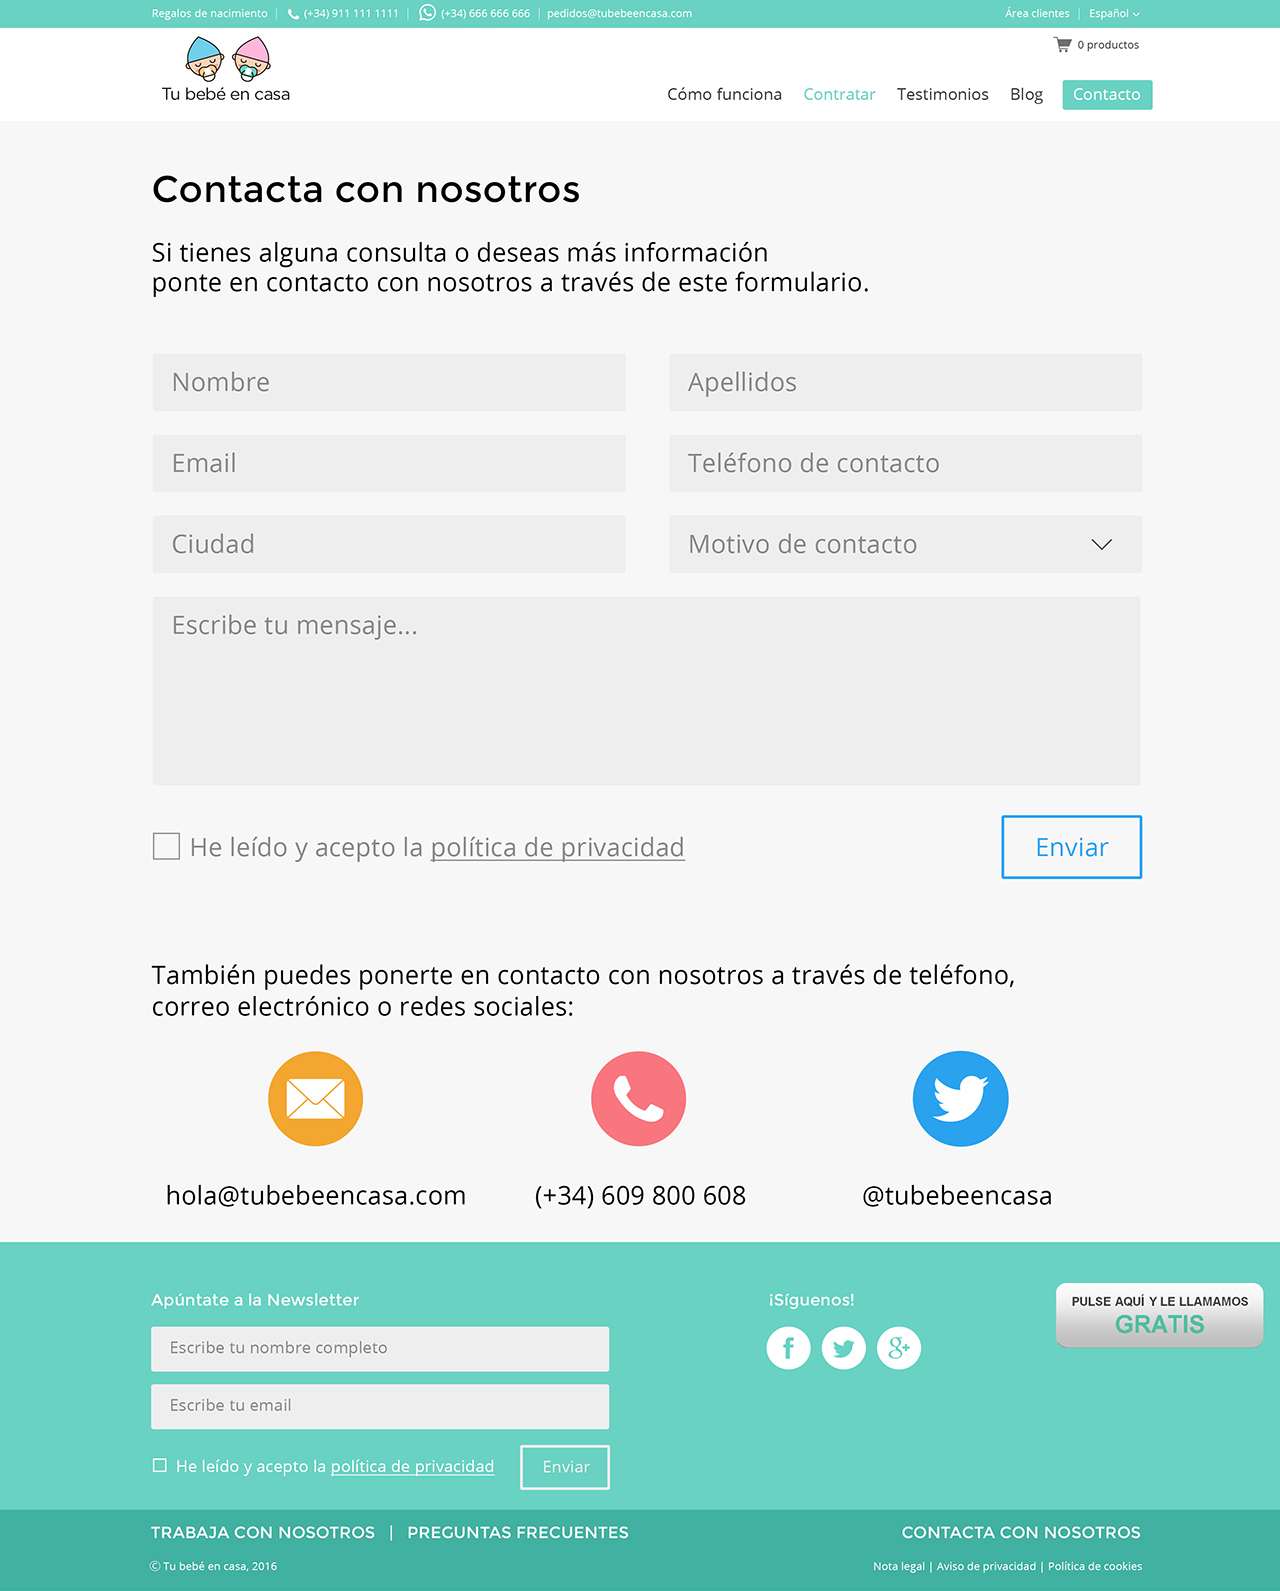 Regalos de nacimiento | (+34) 911 111 1111 | (+34) 666 666 666 | pedidos@tubebeencasa.com
Área clientes | Español
0 productos
Tu bebé en casa
Cómo funciona Contratar Testimonios Blog Contacto
Contacta con nosotros
Si tienes alguna consulta o deseas más información
ponte en contacto con nosotros a través de este formulario.
Nombre
Apellidos
Email
Teléfono de contacto
Ciudad
Motivo de contacto
Escribe tu mensaje...
He leído y acepto la política de privacidad
Enviar
También puedes ponerte en contacto con nosotros a través de teléfono,
correo electrónico o redes sociales:
hola@tubebeencasa.com
(+34) 609 800 608
@tubebeencasa
Apúntate a la Newsletter
Escribe tu nombre completo
Escribe tu email
He leído y acepto la política de privacidad
Enviar
¡Síguenos!
PULSE AQUÍ Y LE LLAMAMOS
GRATIS
TRABAJA CON NOSOTROS | PREGUNTAS FRECUENTES
CONTACTA CON NOSOTROS
© Tu bebé en casa, 2016
Nota legal | Aviso de privacidad | Política de cookies